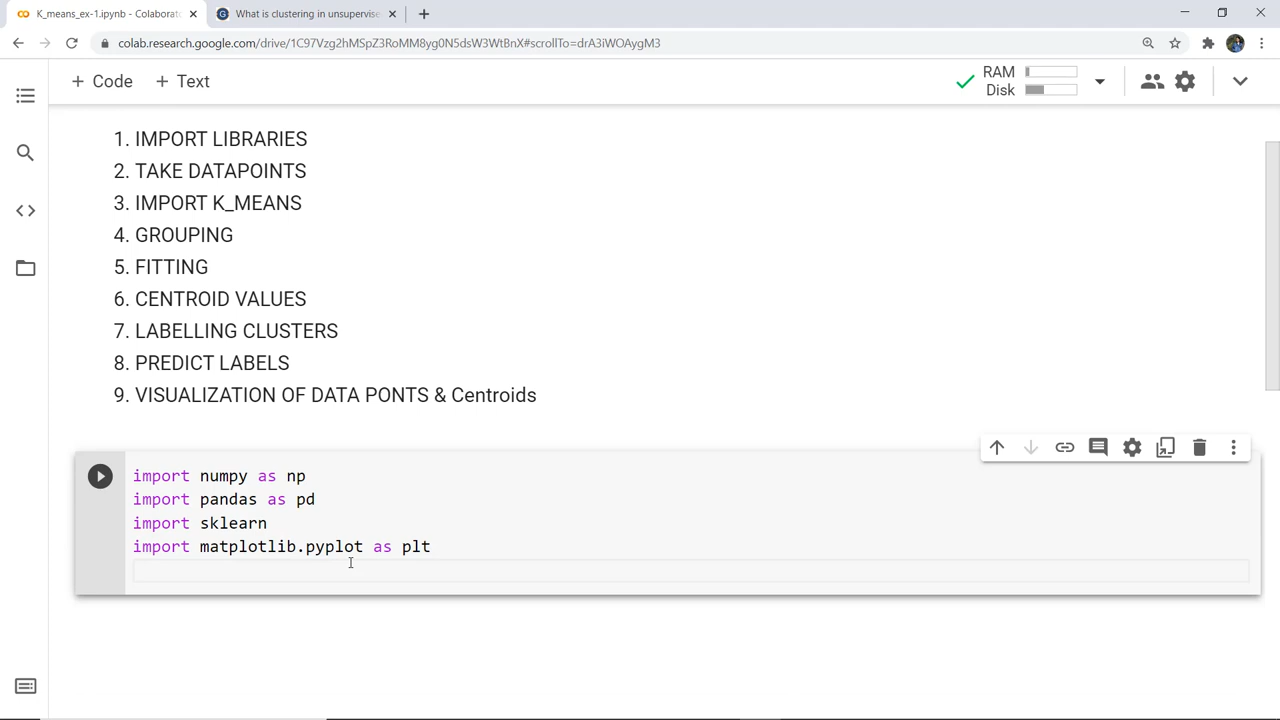 K_means_ex-1.ipynb - Colaborato
What is clustering in unsupervise
colab.research.google.com/drive/1C97Vzg2hMSpZ3RoMM8yg0N5dsW3WtBnX#scrollTo=drA3iWOAygM3
+ Code + Text
RAM
Disk
1. IMPORT LIBRARIES
2. TAKE DATAPOINTS
3. IMPORT K_MEANS
4. GROUPING
5. FITTING
6. CENTROID VALUES
7. LABELLING CLUSTERS
8. PREDICT LABELS
9. VISUALIZATION OF DATA PONTS & Centroids
import numpy as np
import pandas as pd
import sklearn
import matplotlib.pyplot as plt